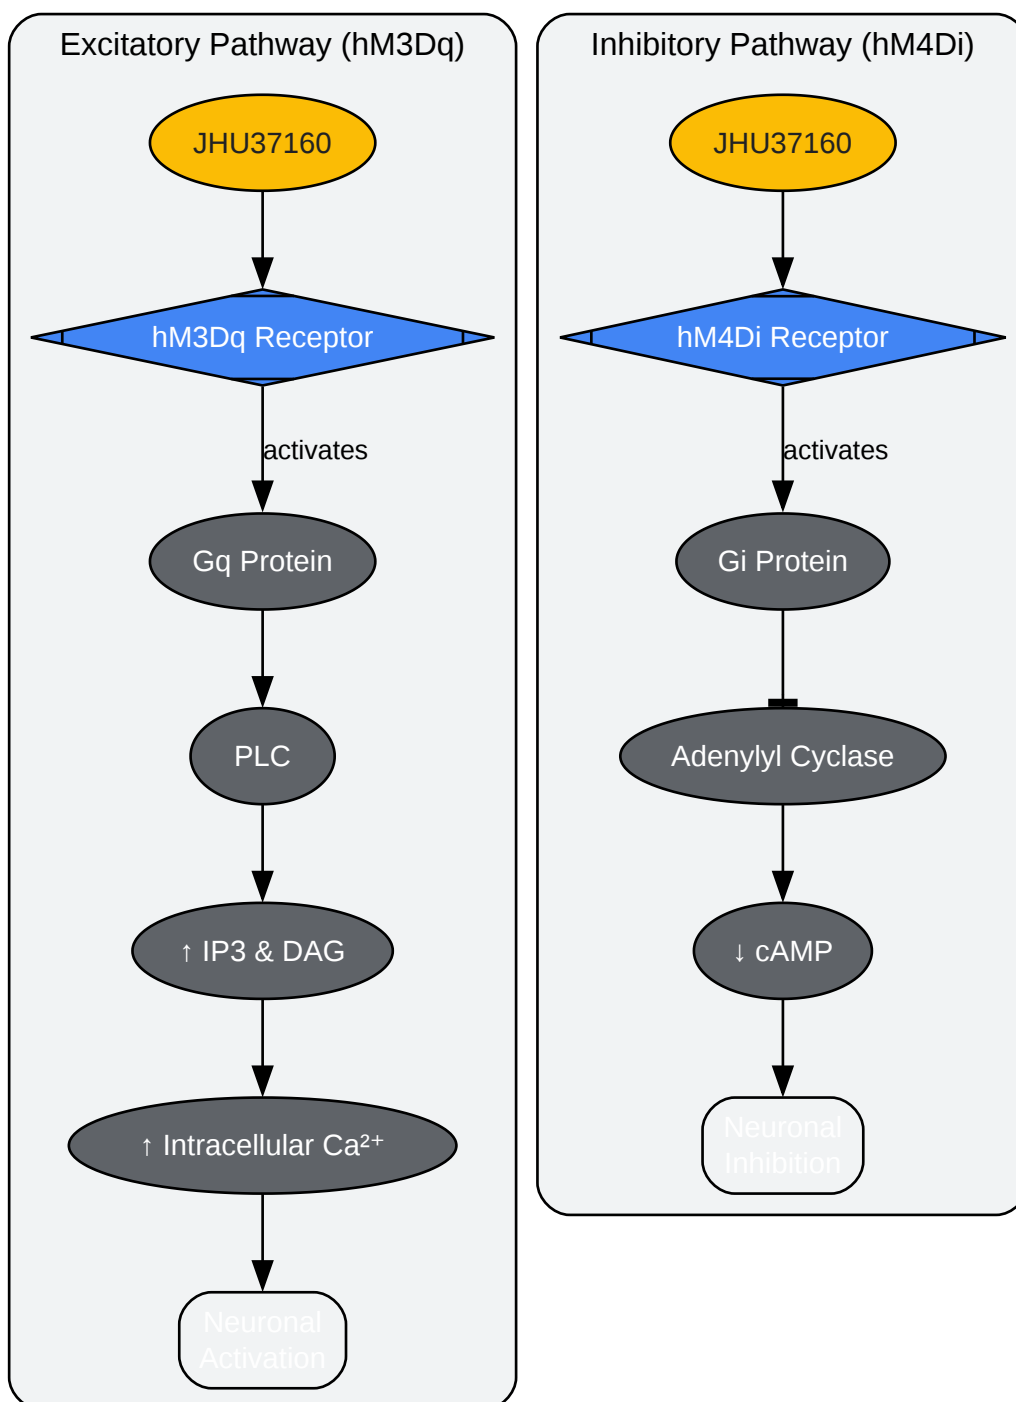 Excitatory Pathway (hM3Dq)
JHU37160
hM3Dq Receptor
activates
Gq Protein
PLC
↑ IP3 & DAG
↑ Intracellular Ca²⁺
Neuronal
Activation
Inhibitory Pathway (hM4Di)
JHU37160
hM4Di Receptor
activates
Gi Protein
Adenylyl Cyclase
↓ cAMP
Neuronal
Inhibition